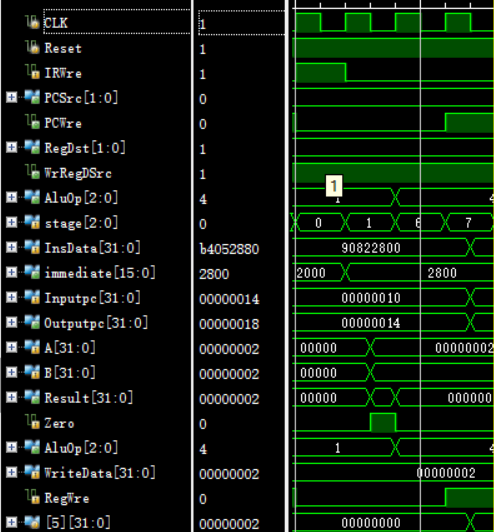 CLK 1
Reset 1
IRWre 1
PCSrc[1:0] 0
PCWre 0
RegDst[1:0] 1
WrRegDSrc 1 1
AluOp[2:0] 4 4
stage[2:0] 0 0 1 6 7
InsData[31:0] b4052880 90822800
immediate[15:0] 2800 2000 2800
Inputpc[31:0] 00000014 00000010
Outputpc[31:0] 00000018 00000014
A[31:0] 00000002 00000 00000002
B[31:0] 00000002 00000
Result[31:0] 00000002 00000 000000
Zero 0
AluOp[2:0] 4 1 4
WriteData[31:0] 00000002 00000002
RegWre 0
[5][31:0] 00000002 00000000